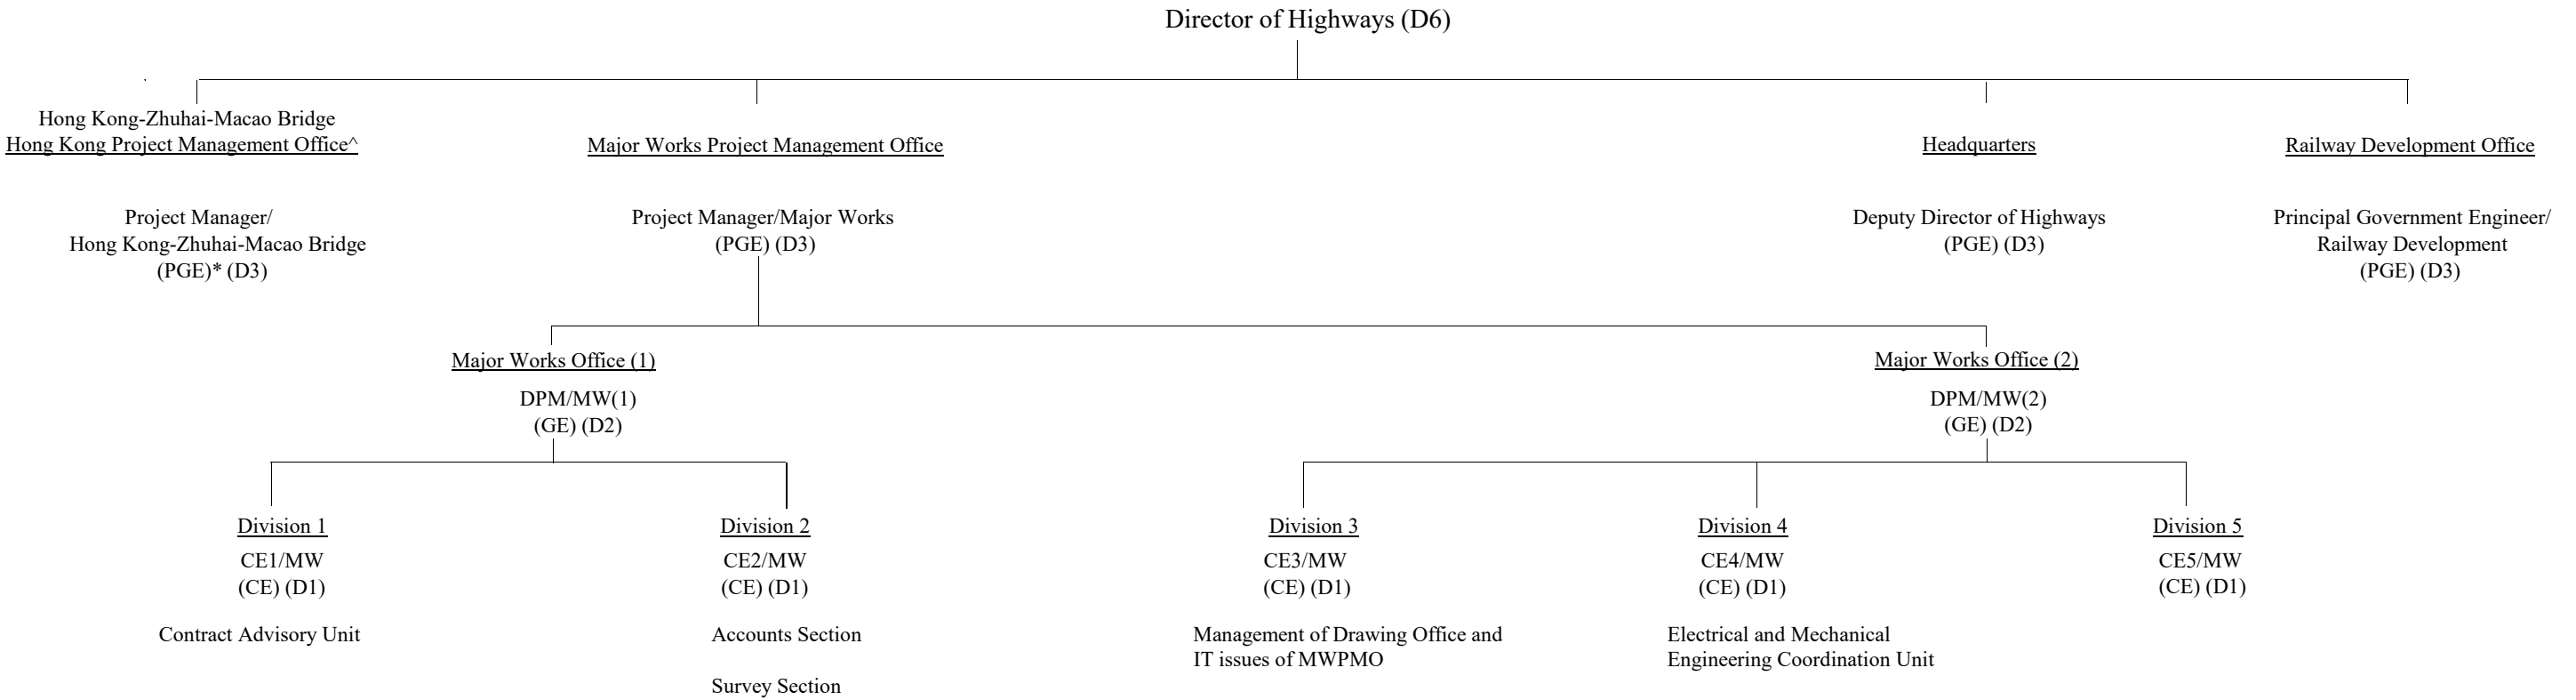 Director of Highways (D6)
Hong Kong-Zhuhai-Macao Bridge
Hong Kong Project Management Office^
Project Manager/
Hong Kong-Zhuhai-Macao Bridge
(PGE)* (D3)
Major Works Project Management Office
Project Manager/Major Works
(PGE) (D3)
Headquarters
Deputy Director of Highways
(PGE) (D3)
Railway Development Office
Principal Government Engineer/
Railway Development
(PGE) (D3)
Major Works Office (1)
DPM/MW(1)
(GE) (D2)
Major Works Office (2)
DPM/MW(2)
(GE) (D2)
Division 1
CE1/MW
(CE) (D1)
Contract Advisory Unit
Division 2
CE2/MW
(CE) (D1)
Accounts Section
Survey Section
Division 3
CE3/MW
(CE) (D1)
Management of Drawing Office and
IT issues of MWPMO
Division 4
CE4/MW
(CE) (D1)
Electrical and Mechanical
Engineering Coordination Unit
Division 5
CE5/MW
(CE) (D1)